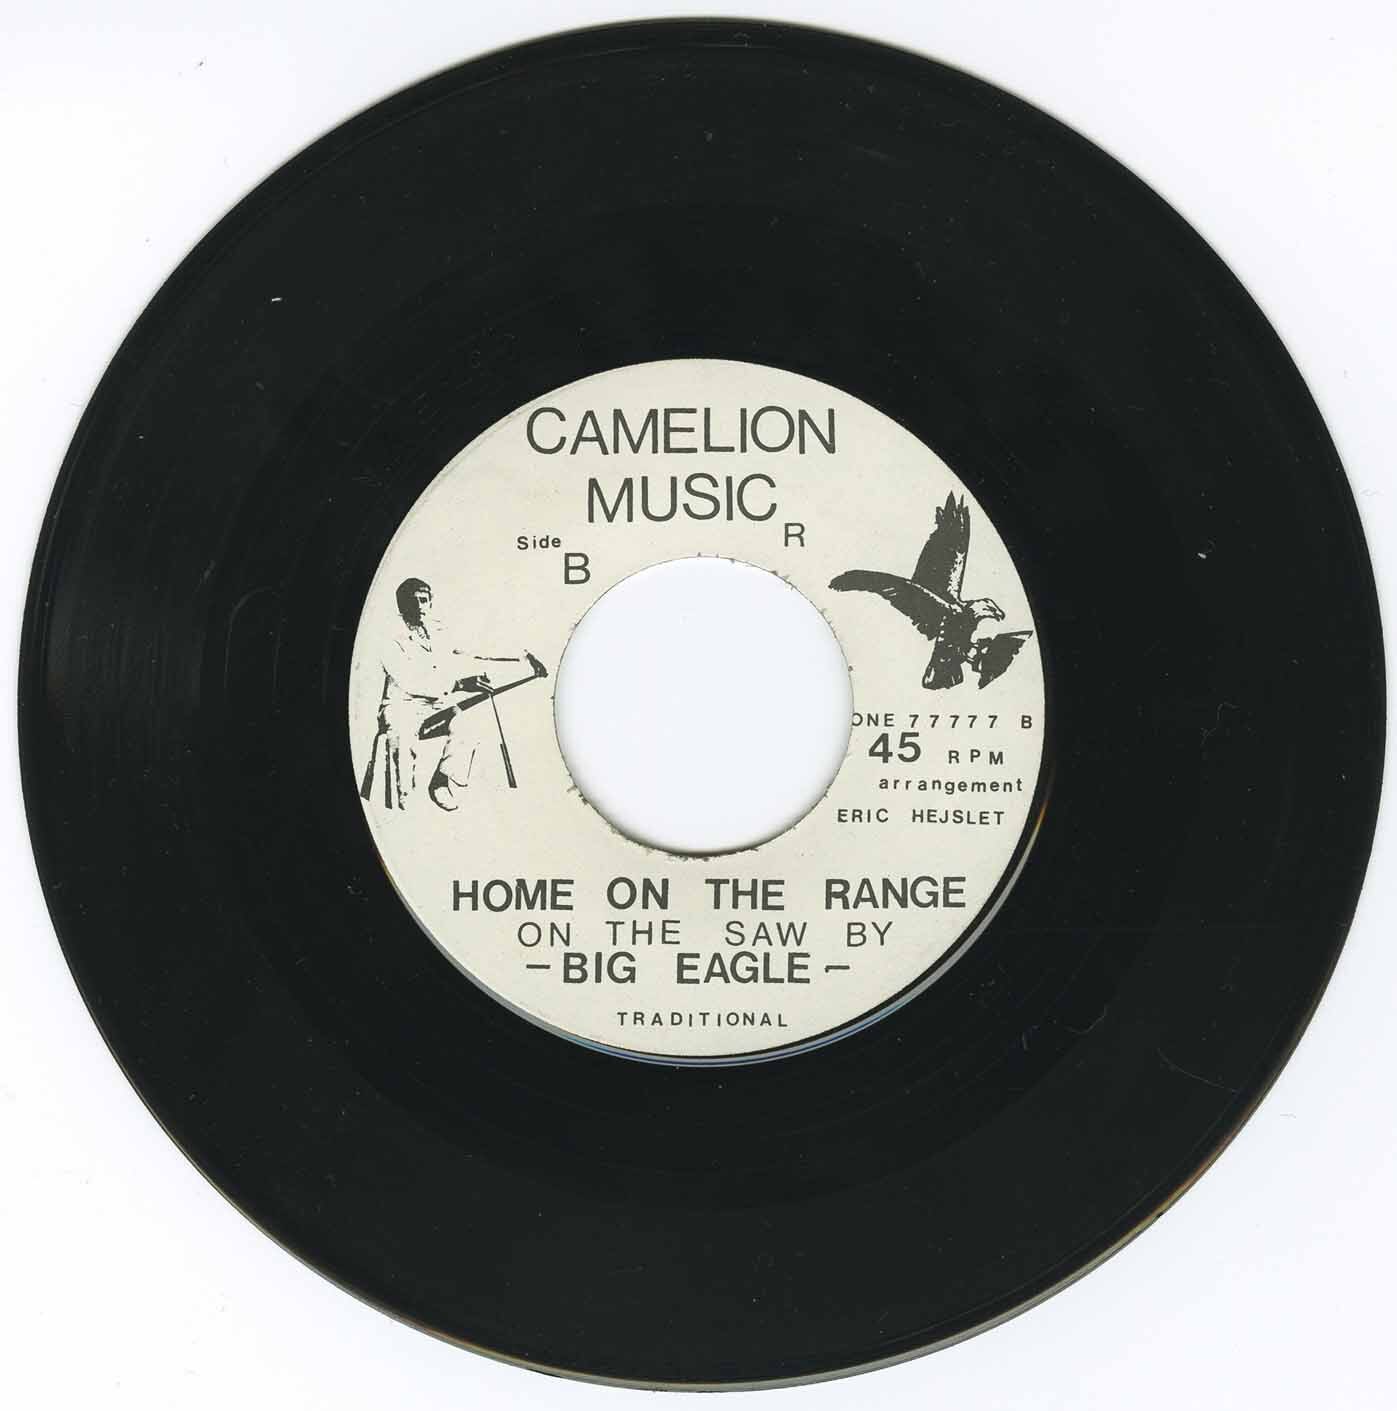 CAMELION
MUSIC
R
Side B
ONE 77777 B
45 RPM
arrangement
ERIC HEJSLET
HOME ON THE RANGE
ON THE SAW BY
-BIG EAGLE-
TRADITIONAL